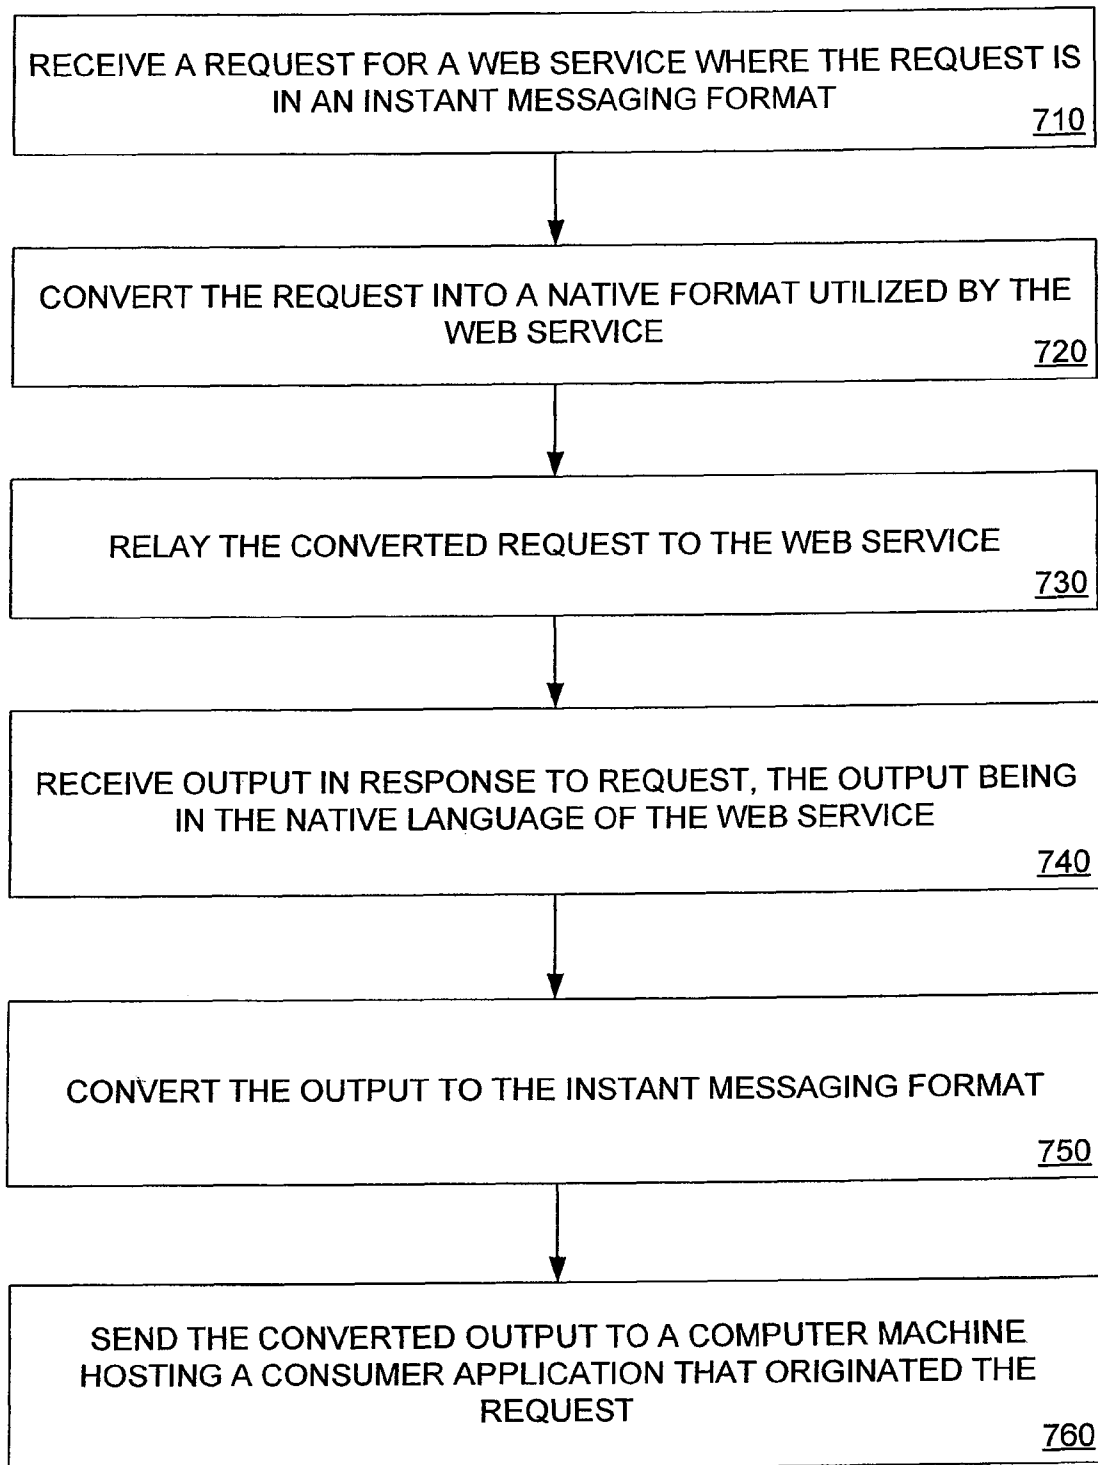 RECEIVE A REQUEST FOR A WEB SERVICE WHERE THE REQUEST IS
IN AN INSTANT MESSAGING FORMAT
710
CONVERT THE REQUEST INTO A NATIVE FORMAT UTILIZED BY THE
WEB SERVICE
720
RELAY THE CONVERTED REQUEST TO THE WEB SERVICE
730
RECEIVE OUTPUT IN RESPONSE TO REQUEST, THE OUTPUT BEING
IN THE NATIVE LANGUAGE OF THE WEB SERVICE
740
CONVERT THE OUTPUT TO THE INSTANT MESSAGING FORMAT
750
SEND THE CONVERTED OUTPUT TO A COMPUTER MACHINE
HOSTING A CONSUMER APPLICATION THAT ORIGINATED THE
REQUEST
760